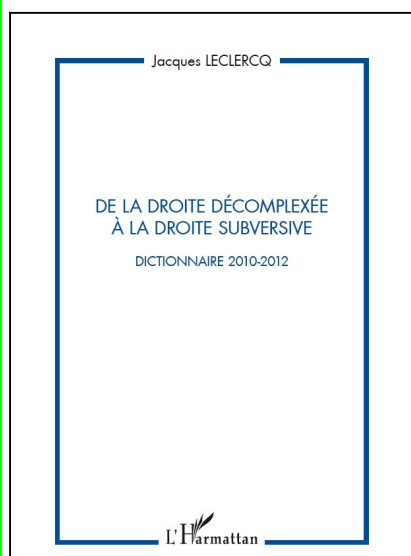 Jacques LECLERCQ
DE LA DROITE DÉCOMPLEXÉE
À LA DROITE SUBVERSIVE
DICTIONNAIRE 2010-2012
L'Harmattan